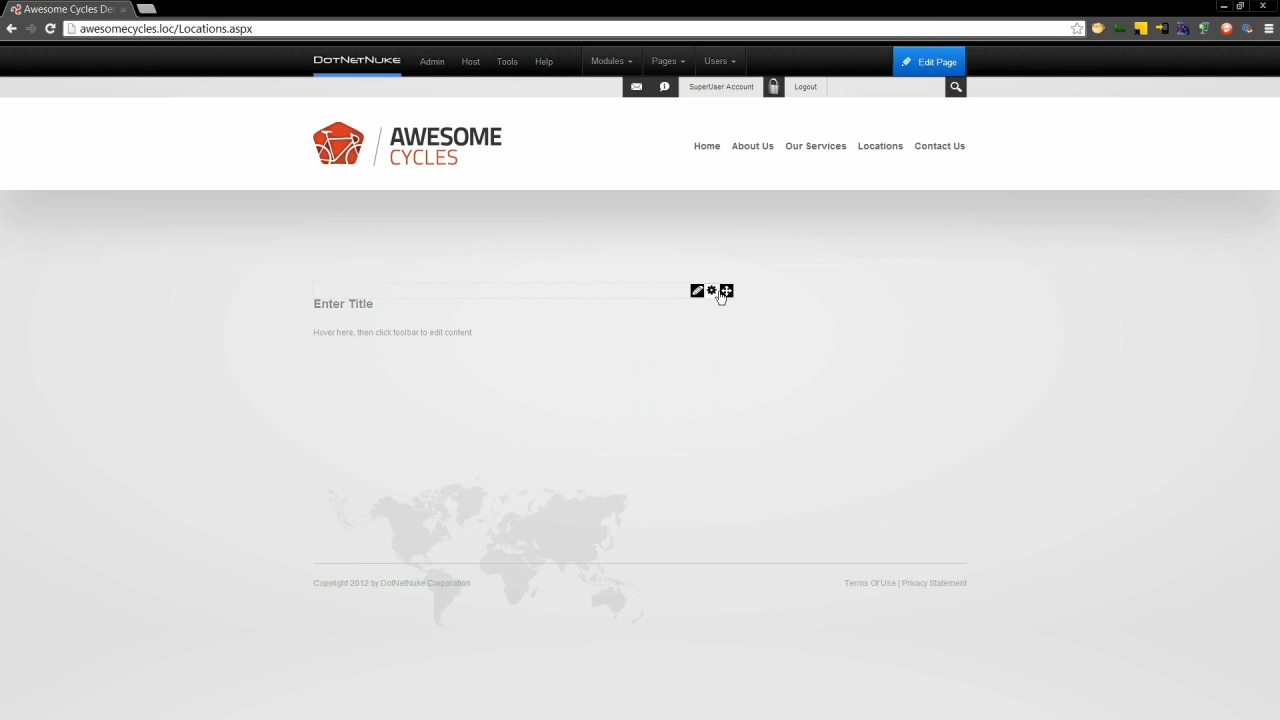 Awesome Cycles De
awesomecycles.loc/Locations.aspx
DOTNETNUKE Admin Host Tools Help Modules Pages Users Edit Page
SuperUser Account Logout
AWESOME
CYCLES
Home About Us Our Services Locations Contact Us
Enter Title
Hover here, then click toolbar to edit content
Copyright 2012 by DotNetNuke Corporation Terms Of Use | Privacy Statement